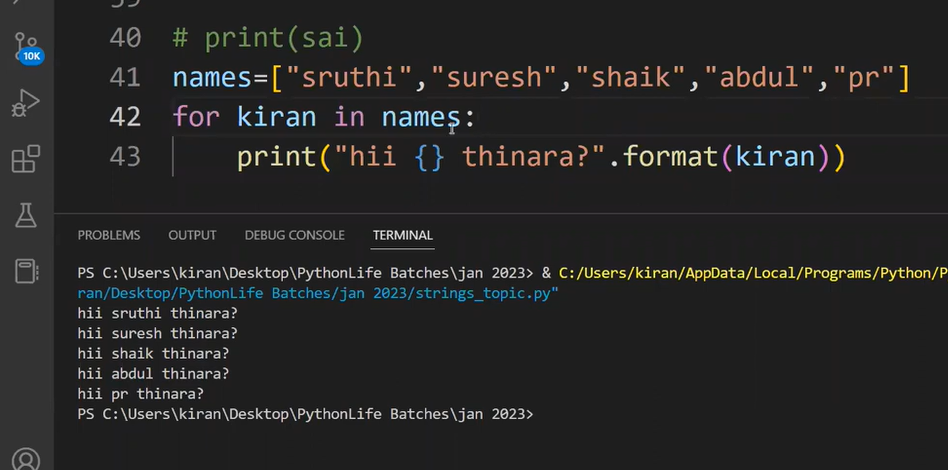 39
40 # print(sai)
41 names=["sruthi","suresh","shaik","abdul","pr"]
42 for kiran in names:
43 print("hii {} thinara?".format(kiran))
10K
PROBLEMS OUTPUT DEBUG CONSOLE TERMINAL
PS C:\Users\kiran\Desktop\PythonLife Batches\jan 2023> & C:/Users/kiran/AppData/Local/Programs/Python/P
ran/Desktop/PythonLife Batches/jan 2023/strings_topic.py"
hii sruthi thinara?
hii suresh thinara?
hii shaik thinara?
hii abdul thinara?
hii pr thinara?
PS C:\Users\kiran\Desktop\PythonLife Batches\jan 2023>